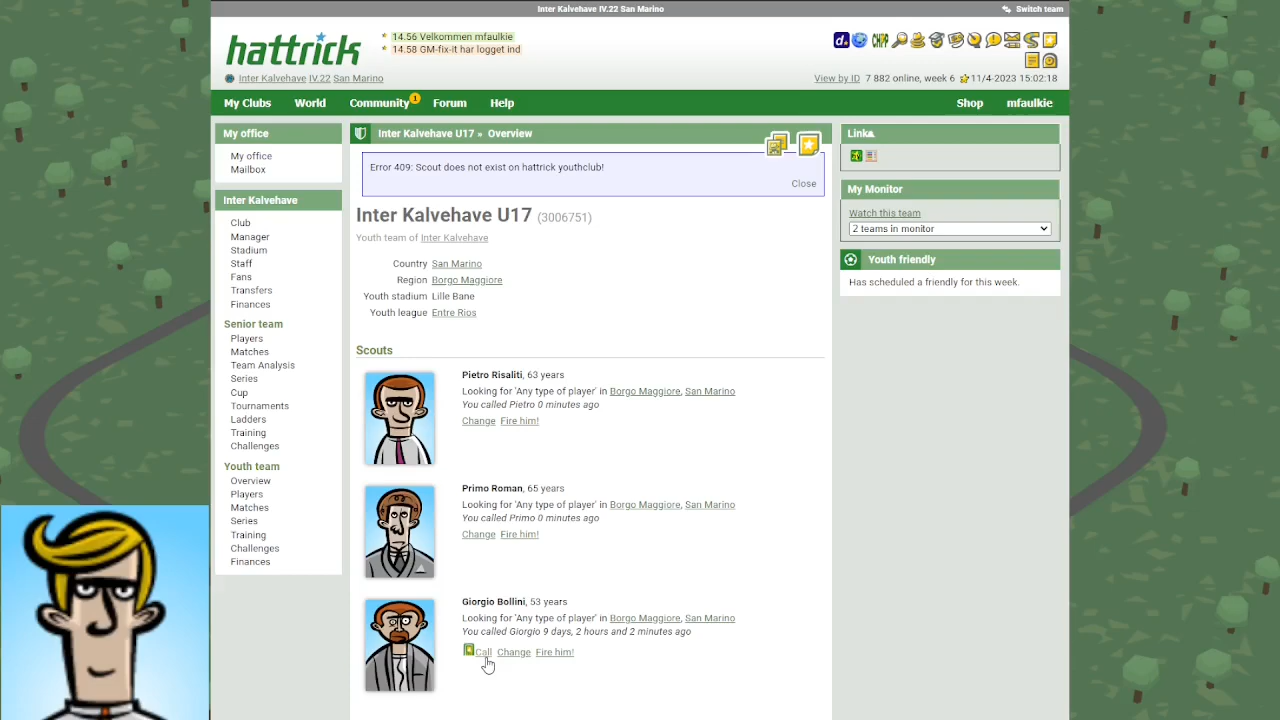 Inter Kalvehave IV.22 San Marino
Switch team
hattrick
14.56 Velkommen mfaulkie
14.58 GM-fix-it har logget ind
CHPP
Inter Kalvehave IV.22 San Marino
View by ID 7 882 online, week 6 11/4-2023 15:02:18
My Clubs World Community 1 Forum Help Shop mfaulkie
My office
My office
Mailbox
Inter Kalvehave
Club
Manager
Stadium
Staff
Fans
Transfers
Finances
Senior team
Players
Matches
Team Analysis
Series
Cup
Tournaments
Ladders
Training
Challenges
Youth team
Overview
Players
Matches
Series
Training
Challenges
Finances
Inter Kalvehave U17 » Overview
Error 409: Scout does not exist on hattrick youthclub!
Close
Inter Kalvehave U17 (3006751)
Youth team of Inter Kalvehave
Country San Marino
Region Borgo Maggiore
Youth stadium Lille Bane
Youth league Entre Rios
Scouts
Pietro Risaliti, 63 years
Looking for 'Any type of player' in Borgo Maggiore, San Marino
You called Pietro 0 minutes ago
Change Fire him!
Primo Roman, 65 years
Looking for 'Any type of player' in Borgo Maggiore, San Marino
You called Primo 0 minutes ago
Change Fire him!
Giorgio Bollini, 53 years
Looking for 'Any type of player' in Borgo Maggiore, San Marino
You called Giorgio 9 days, 2 hours and 2 minutes ago
Call Change Fire him!
Links
My Monitor
Watch this team
2 teams in monitor
Youth friendly
Has scheduled a friendly for this week.